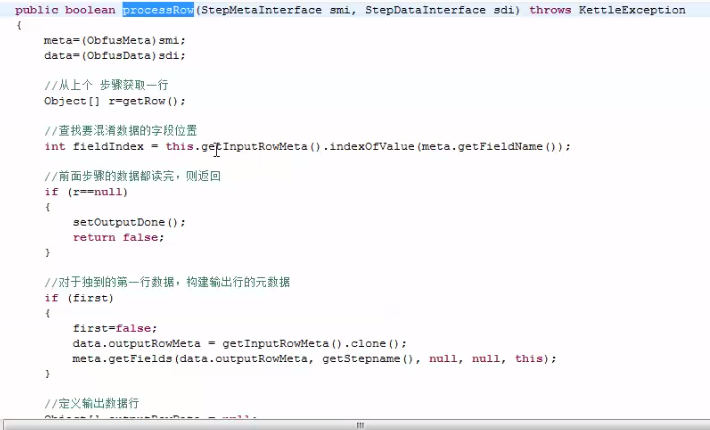 public boolean processRow(StepMetaInterface smi, StepDataInterface sdi) throws KettleException
{
meta=(ObfusMeta)smi;
data=(ObfusData)sdi;
//从上个 步骤获取一行
Object[] r=getRow();
//查找要混淆数据的字段位置
int fieldIndex = this.getInputRowMeta().indexOfValue(meta.getFieldName());
//前面步骤的数据都读完，则返回
if (r==null)
{
setOutputDone();
return false;
}
//对于独到的第一行数据，构建输出行的元数据
if (first)
{
first=false;
data.outputRowMeta = getInputRowMeta().clone();
meta.getFields(data.outputRowMeta, getStepname(), null, null, this);
}
//定义输出数据行
Object[] outputRowData = null;